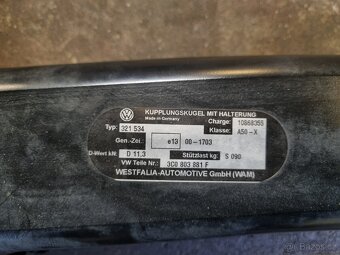 KUPPLUNGSKUGEL MIT HALTERUNG
Made in Germany
Charge: 10868355
Typ: 321 534
Klasse: A50-X
Gen.-Zei. e13 00-1703
D-Wert kN: D 11,3 Stützlast kg: S 090
VW Teile Nr.: 3C0 803 881 F
WESTFALIA-AUTOMOTIVE GmbH (WAM)